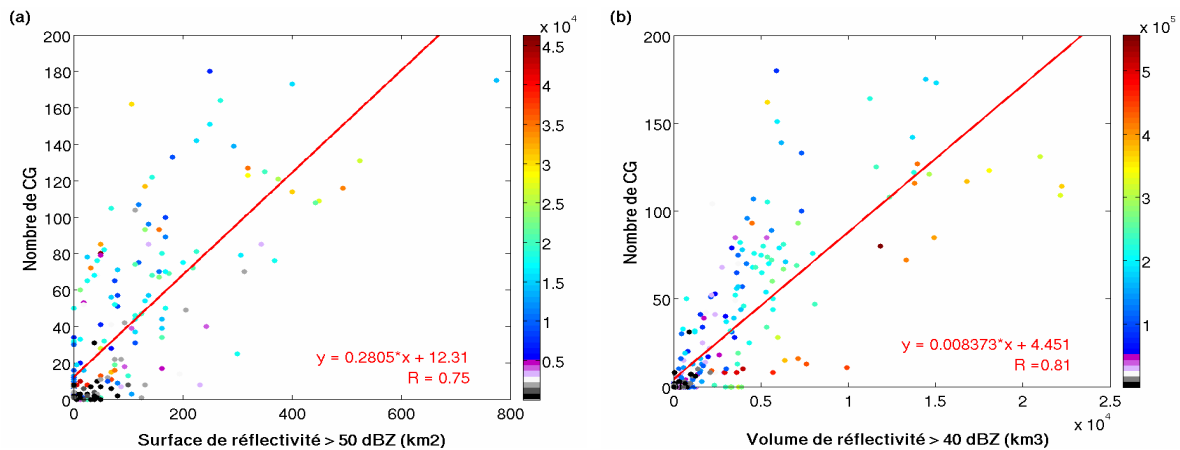 (a)
x 10^4
200
180
160
140
120
100
80
60
40
20
0
Nombre de CG
0 200 400 600 800
Surface de réflectivité > 50 dBZ (km2)
y = 0.2805*x + 12.31
R = 0.75
4.5
4
3.5
3
2.5
2
1.5
1
0.5
(b)
x 10^5
200
150
100
50
0
Nombre de CG
0 0.5 1 1.5 2 2.5
x 10^4
Volume de réflectivité > 40 dBZ (km3)
y = 0.008373*x + 4.451
R =0.81
5
4
3
2
1